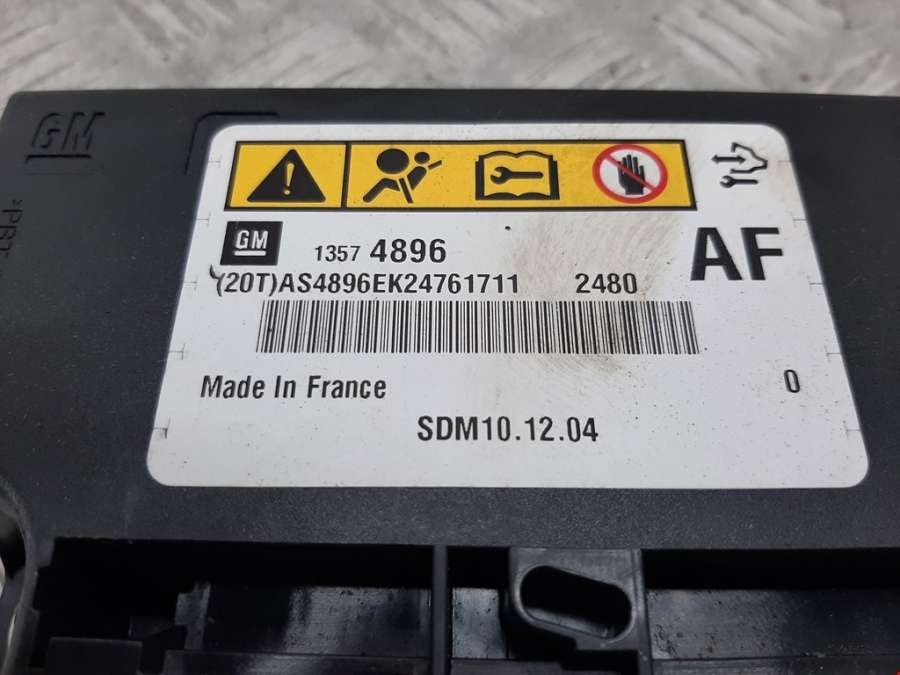 GM
GM
1357 4896
AF
(20T)AS4896EK24761711 2480
Made In France
0
SDM10.12.04